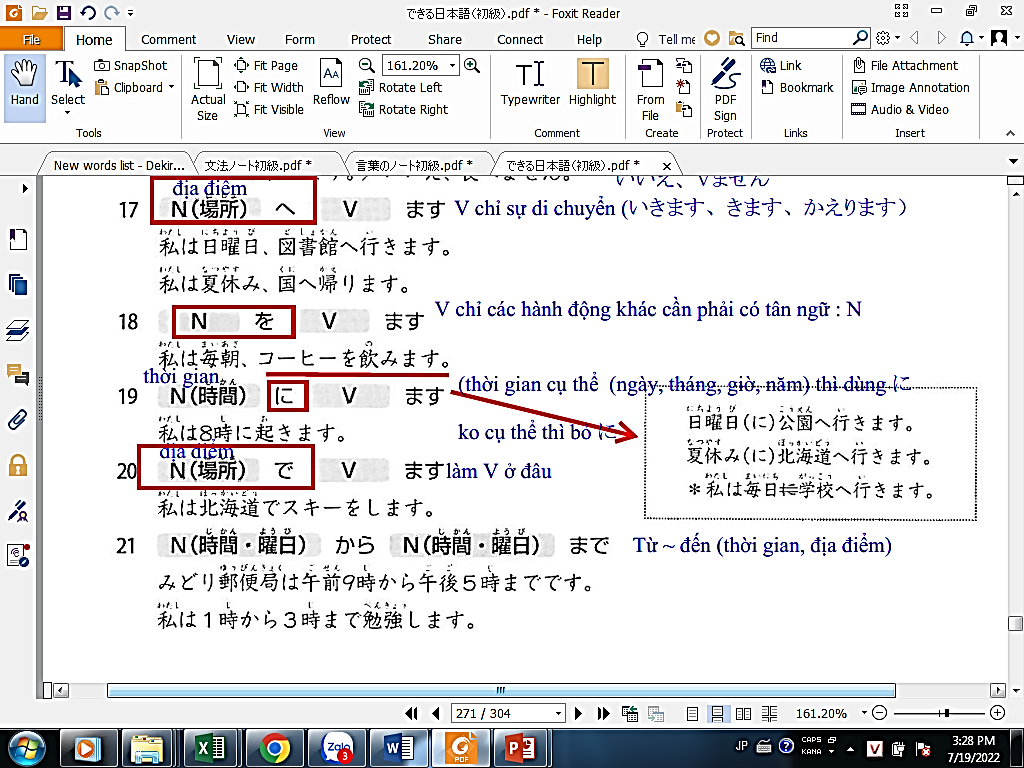 できる日本語(初級).pdf * - Foxit Reader
File Home Comment View Form Protect Share Connect Help Tell me Find
Hand
Select
SnapShot
Clipboard
Actual Size
Fit Page
Fit Width
Fit Visible
Reflow
161.20%
Rotate Left
Rotate Right
Typewriter
Highlight
From File
PDF Sign
Link
Bookmark
File Attachment
Image Annotation
Audio & Video
Tools View Comment Create Protect Links Insert
New words list - Dekir...
文法ノート初級.pdf *
言葉のノート初級.pdf *
できる日本語(初級).pdf *
いいえ、Vません
địa điểm
17 N(場所) へ V ます V chỉ sự di chuyển (いきます、きます、かえります)
私は日曜日、図書館へ行きます。
私は夏休み、国へ帰ります。
18 N を V ます V chỉ các hành động khác cần phải có tân ngữ : N
私は毎朝、コーヒーを飲みます。
thời gian
19 N(時間) に V ます (thời gian cụ thể (ngày, tháng, giờ, năm) thì dùng に
私は8時に起きます。 ko cụ thể thì bỏ に
日曜日(に)公園へ行きます。
夏休み(に)北海道へ行きます。
*私は毎日に学校へ行きます。
địa điểm
20 N(場所) で V ます làm V ở đâu
私は北海道でスキーをします。
21 N(時間・曜日) から N(時間・曜日) まで Từ ~ đến (thời gian, địa điểm)
みどり郵便局は午前9時から午後5時までです。
私は1時から3時まで勉強します。
271 / 304
161.20%
Zalo 3
PDF
JP
CAPS
KANA
3:28 PM
7/19/2022